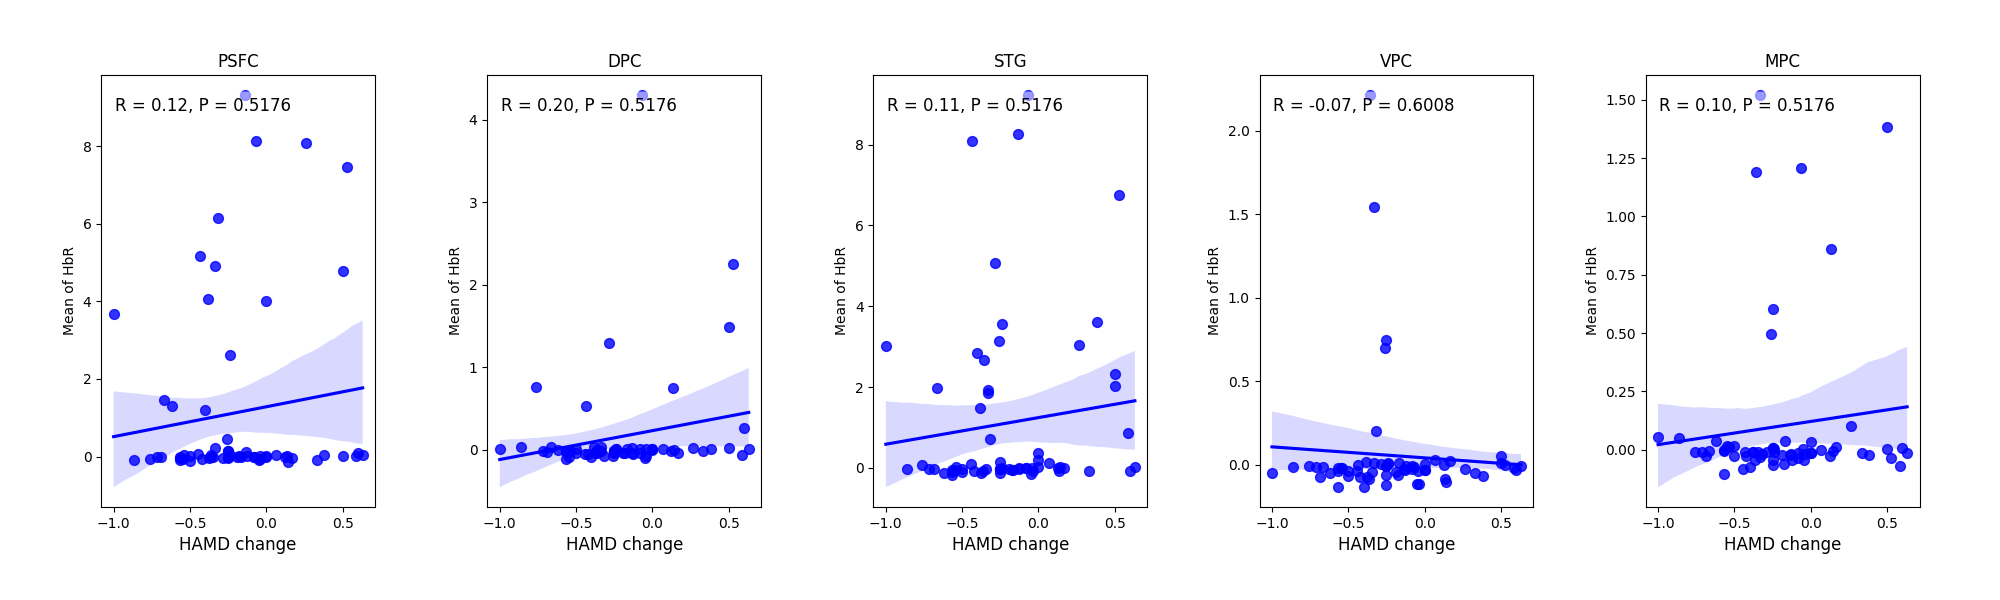 PSFC
R = 0.12, P = 0.5176
Mean of HbR
8
6
4
2
0
−1.0 −0.5 0.0 0.5
HAMD change
DPC
R = 0.20, P = 0.5176
Mean of HbR
4
3
2
1
0
−1.0 −0.5 0.0 0.5
HAMD change
STG
R = 0.11, P = 0.5176
Mean of HbR
8
6
4
2
0
−1.0 −0.5 0.0 0.5
HAMD change
VPC
R = -0.07, P = 0.6008
Mean of HbR
2.0
1.5
1.0
0.5
0.0
−1.0 −0.5 0.0 0.5
HAMD change
MPC
R = 0.10, P = 0.5176
Mean of HbR
1.50
1.25
1.00
0.75
0.50
0.25
0.00
−1.0 −0.5 0.0 0.5
HAMD change